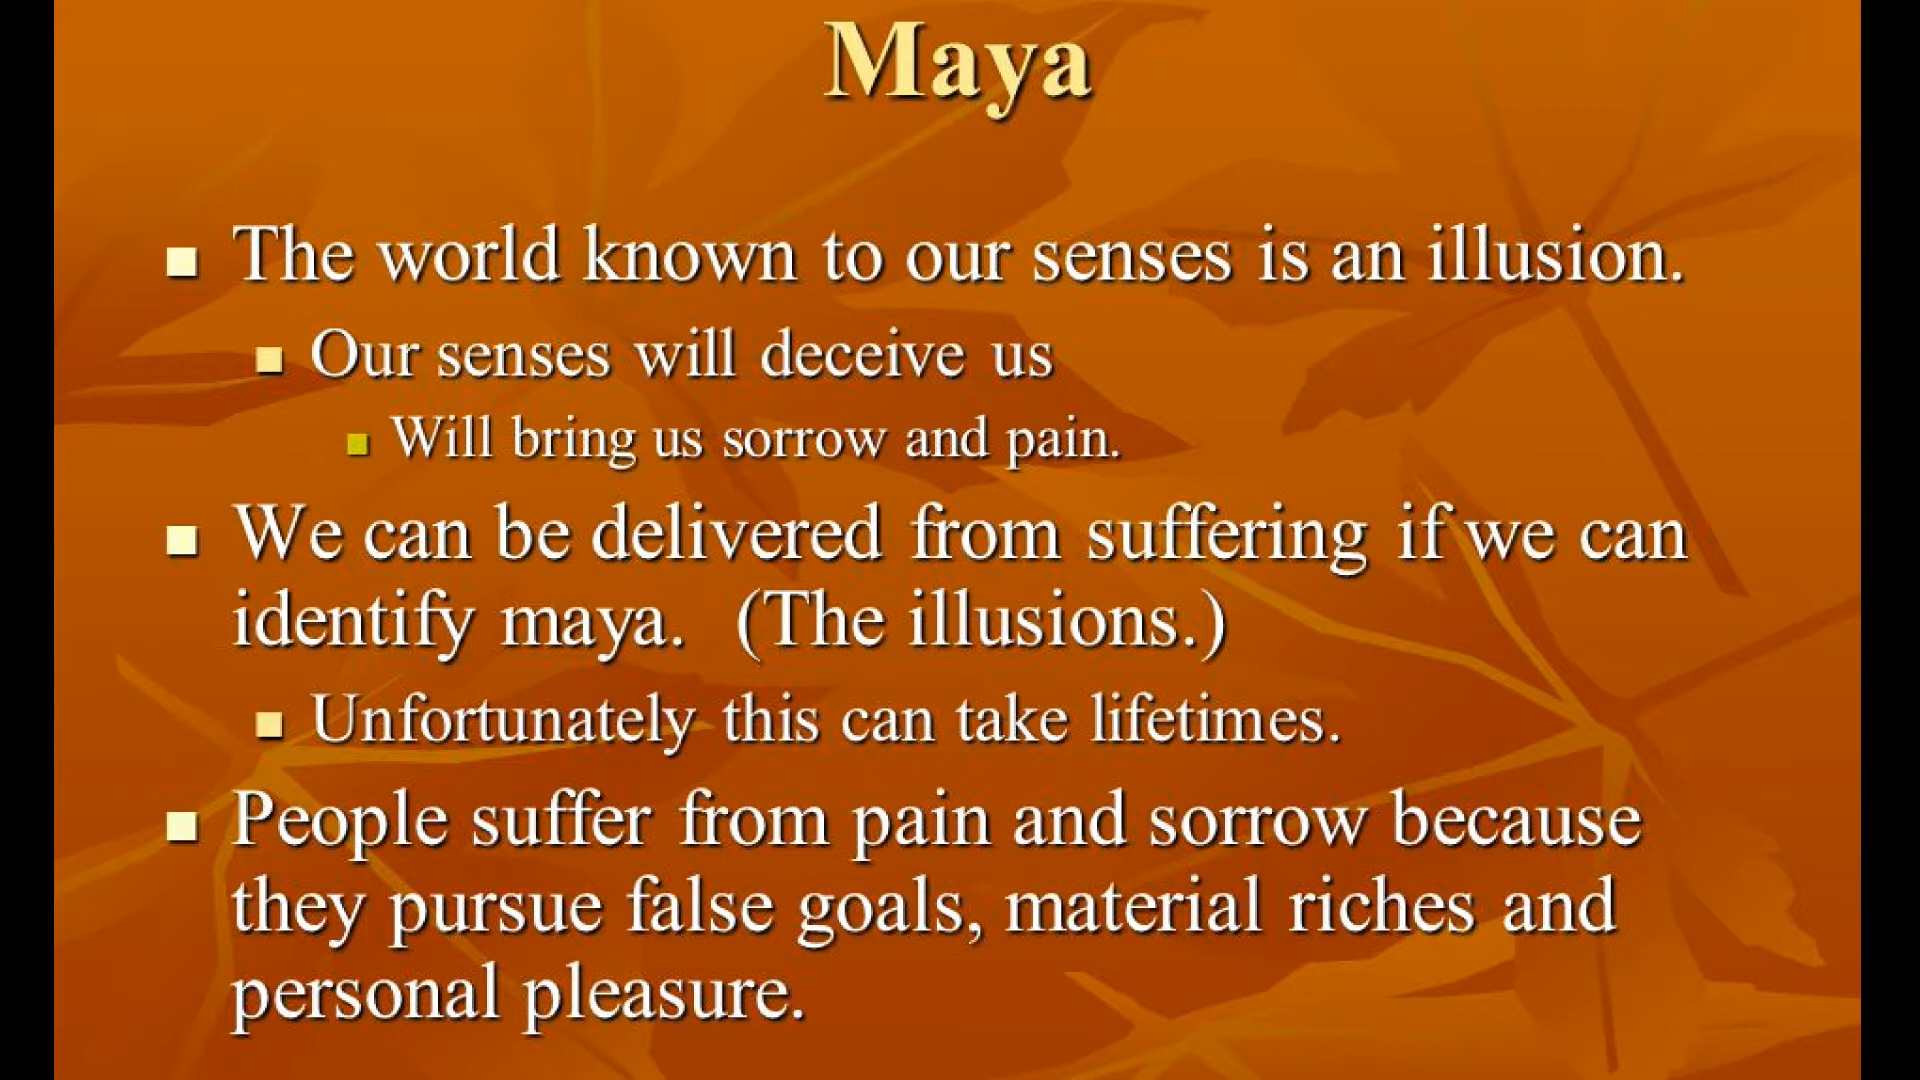 Maya
The world known to our senses is an illusion.
Our senses will deceive us
Will bring us sorrow and pain.
We can be delivered from suffering if we can
identify maya. (The illusions.)
Unfortunately this can take lifetimes.
People suffer from pain and sorrow because
they pursue false goals, material riches and
personal pleasure.